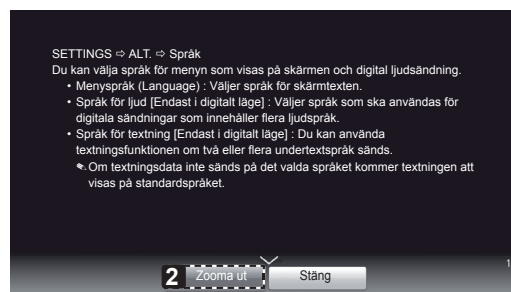 SETTINGS ⇨ ALT. ⇨ Språk
Du kan välja språk för menyn som visas på skärmen och digital ljudsändning.
• Menyspråk (Language) : Väljer språk för skärmtexten.
• Språk för ljud [Endast i digitalt läge] : Väljer språk som ska användas för
digitala sändningar som innehåller flera ljudspråk.
• Språk för textning [Endast i digitalt läge] : Du kan använda
textningsfunktionen om två eller flera undertextspråk sänds.
✎Om textningsdata inte sänds på det valda språket kommer textningen att
visas på standardspråket.
1
2 Zooma ut Stäng